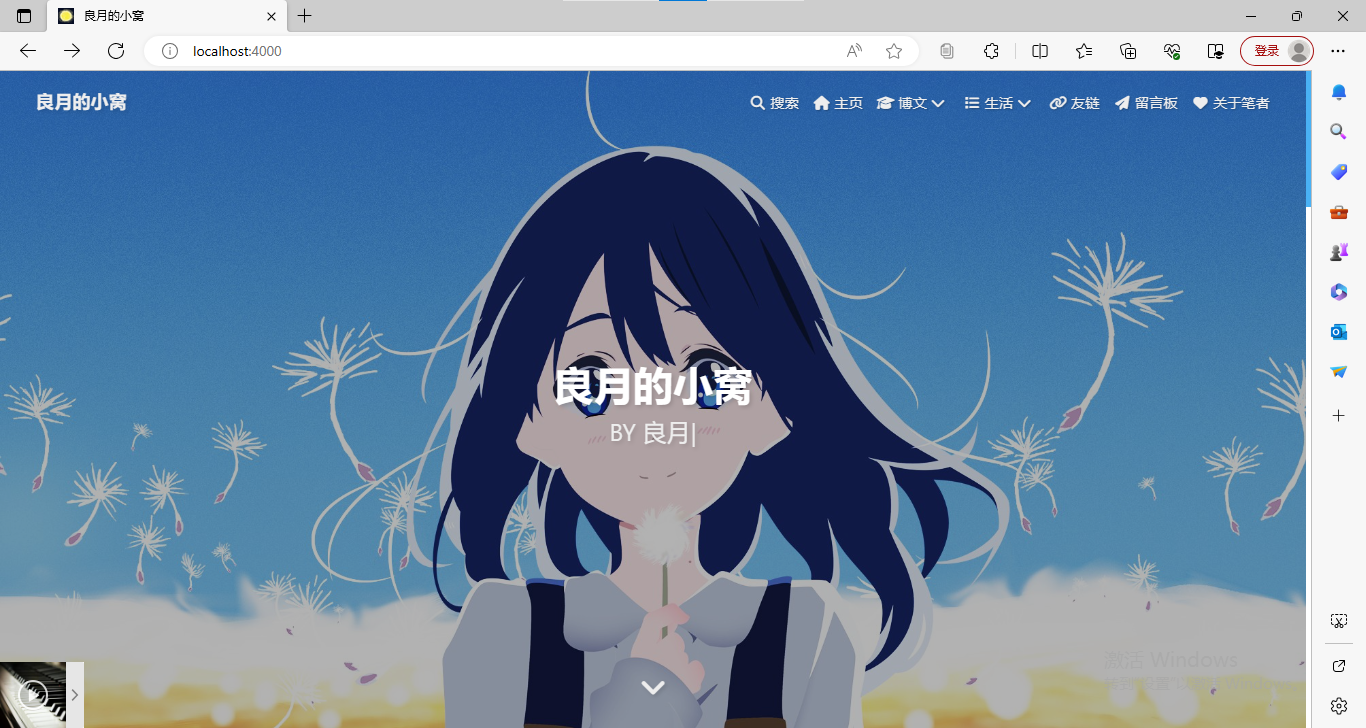 良月的小窝
localhost:4000
登录
良月的小窝
搜索 主页 博文 生活 友链 留言板 关于笔者
良月的小窝
BY 良月|
激活 Windows